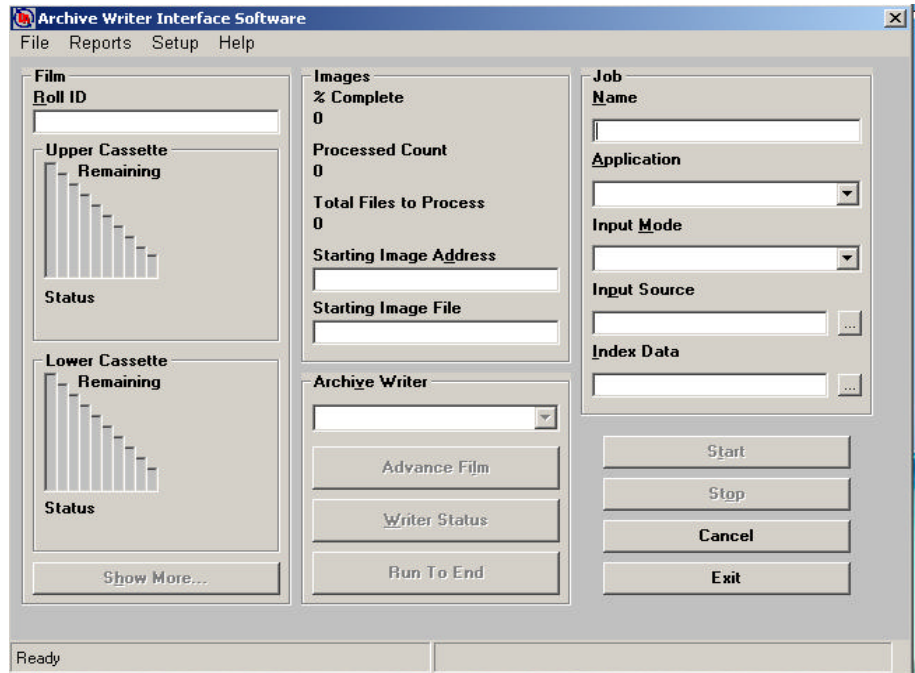 Archive Writer Interface Software
File Reports Setup Help
Film
Roll ID
Upper Cassette
Remaining
Status
Lower Cassette
Remaining
Status
Show More...
Images
% Complete
0
Processed Count
0
Total Files to Process
0
Starting Image Address
Starting Image File
Archive Writer
Advance Film
Writer Status
Run To End
Job
Name
Application
Input Mode
Input Source
...
Index Data
...
Start
Stop
Cancel
Exit
Ready